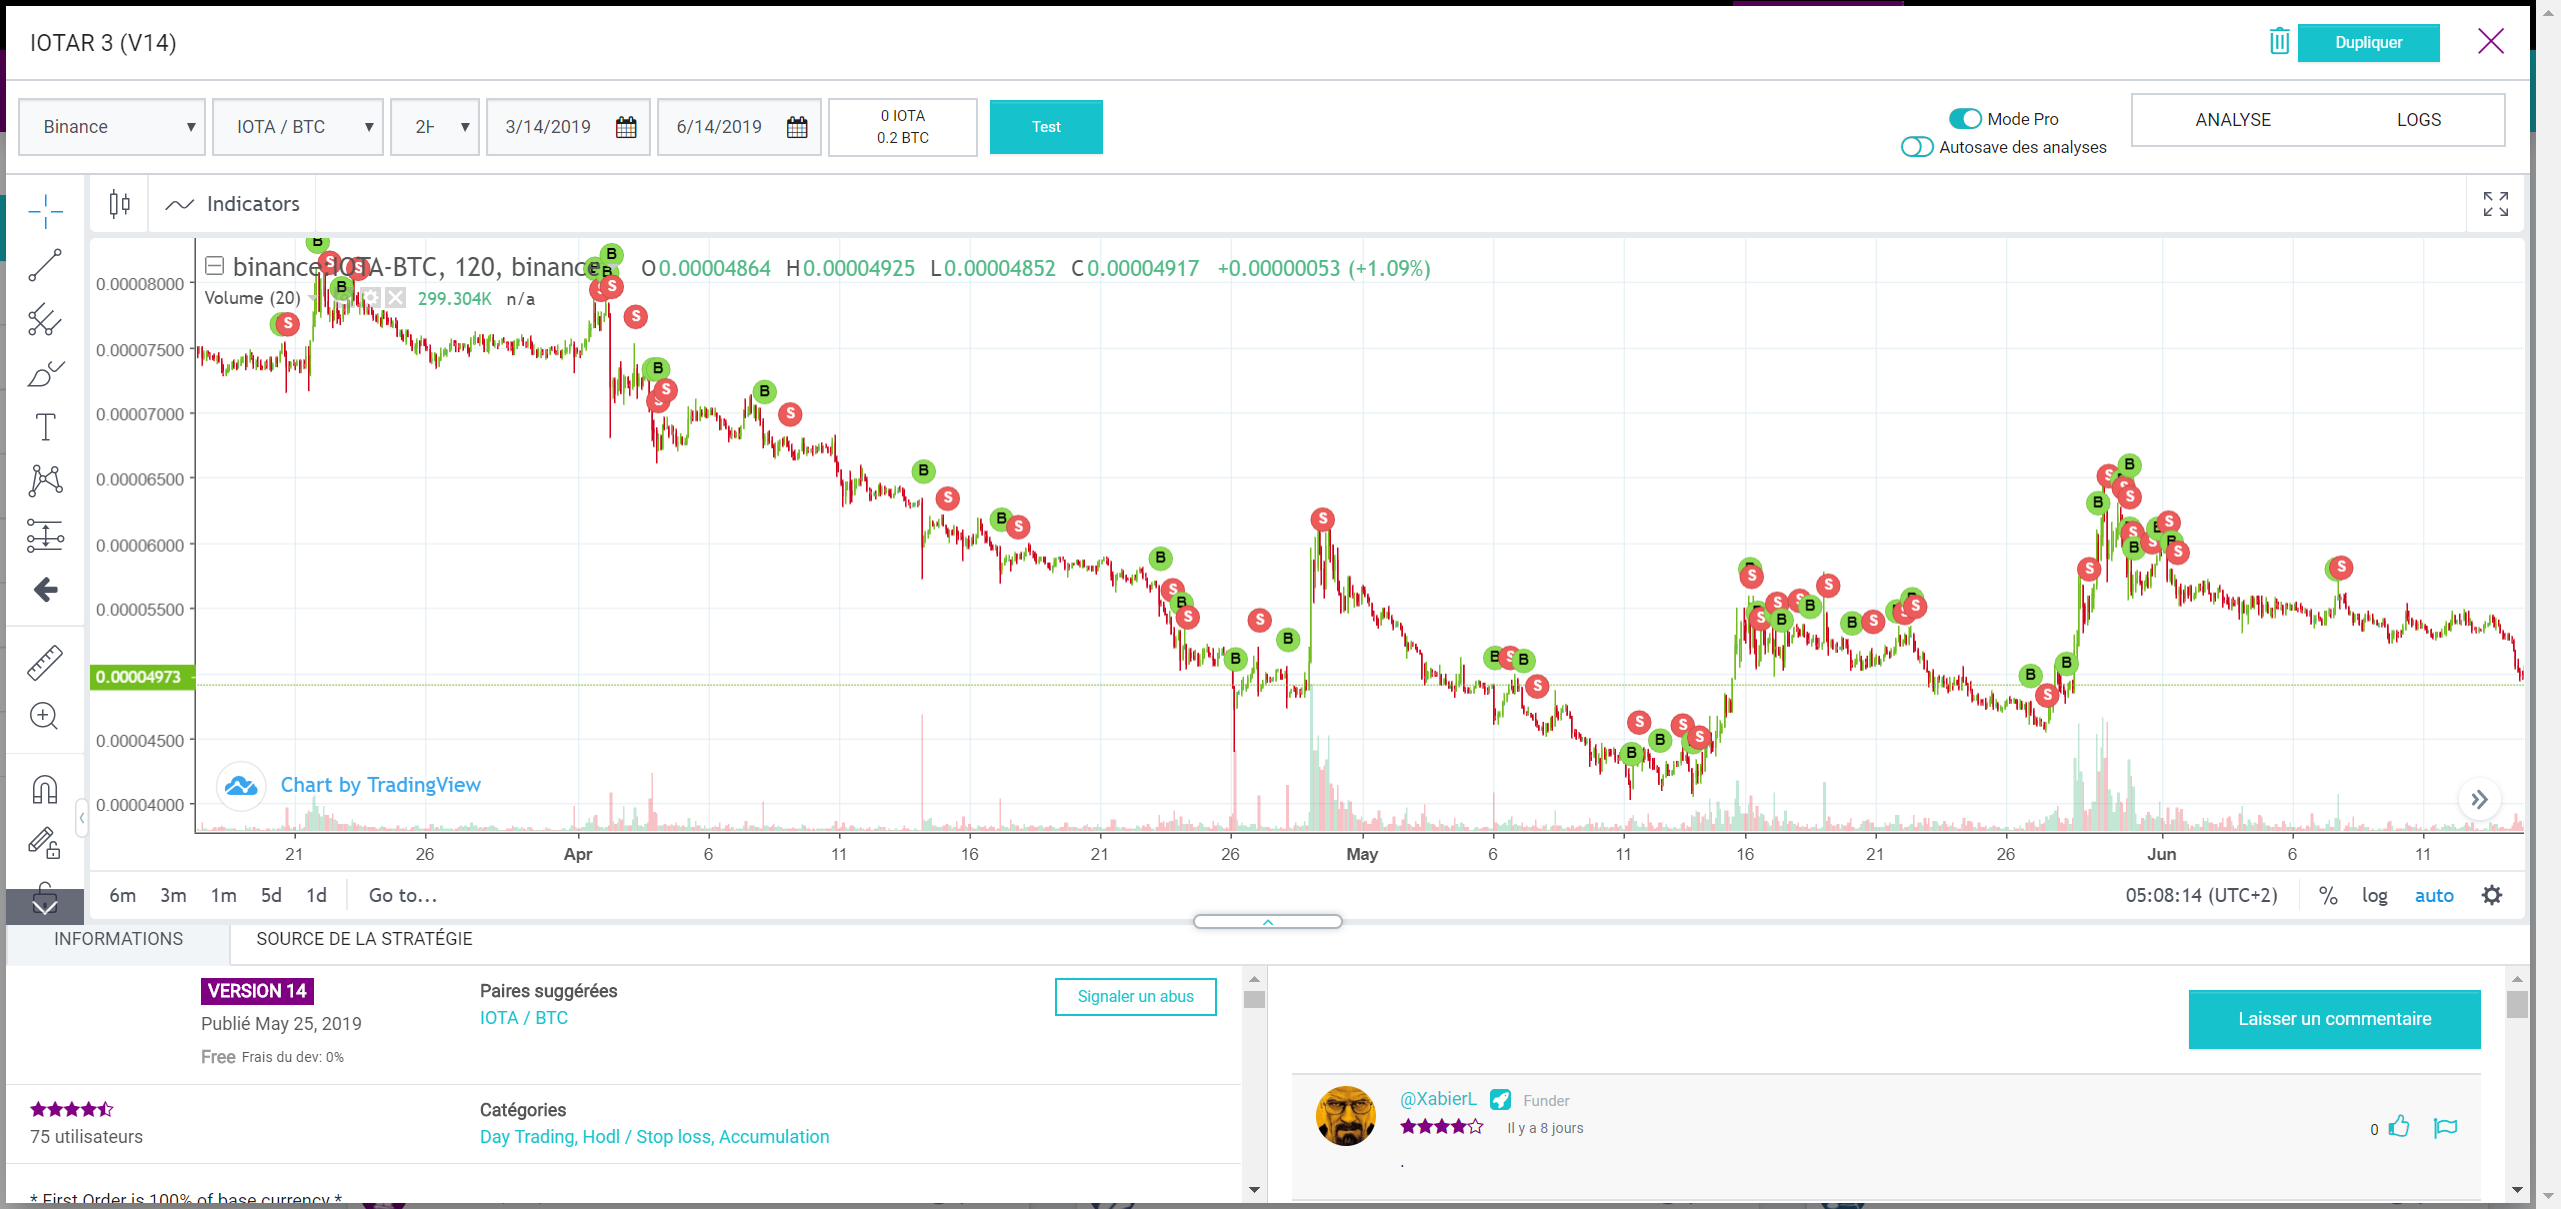 IOTAR 3 (V14)
Dupliquer
Binance
IOTA / BTC
2H
3/14/2019
6/14/2019
0 IOTA
0.2 BTC
Test
Mode Pro
Autosave des analyses
ANALYSE
LOGS
Indicators
binance:IOTA-BTC, 120, binance O0.00004864 H0.00004925 L0.00004852 C0.00004917 +0.00000053 (+1.09%)
Volume (20) 299.304K n/a
0.00008000
0.00007500
0.00007000
0.00006500
0.00006000
0.00005500
0.00004973
0.00004500
0.00004000
Chart by TradingView
21 26 Apr 6 11 16 21 26 May 6 11 16 21 26 Jun 6 11
6m 3m 1m 5d 1d Go to...
05:08:14 (UTC+2) % log auto
INFORMATIONS
SOURCE DE LA STRATÉGIE
VERSION 14
Publié May 25, 2019
Free Frais du dev: 0%
Paires suggérées
IOTA / BTC
Signaler un abus
75 utilisateurs
Catégories
Day Trading, Hodl / Stop loss, Accumulation
* First Order is 100% of base currency *
Laisser un commentaire
@XabierL Funder
Il y a 8 jours
0
.